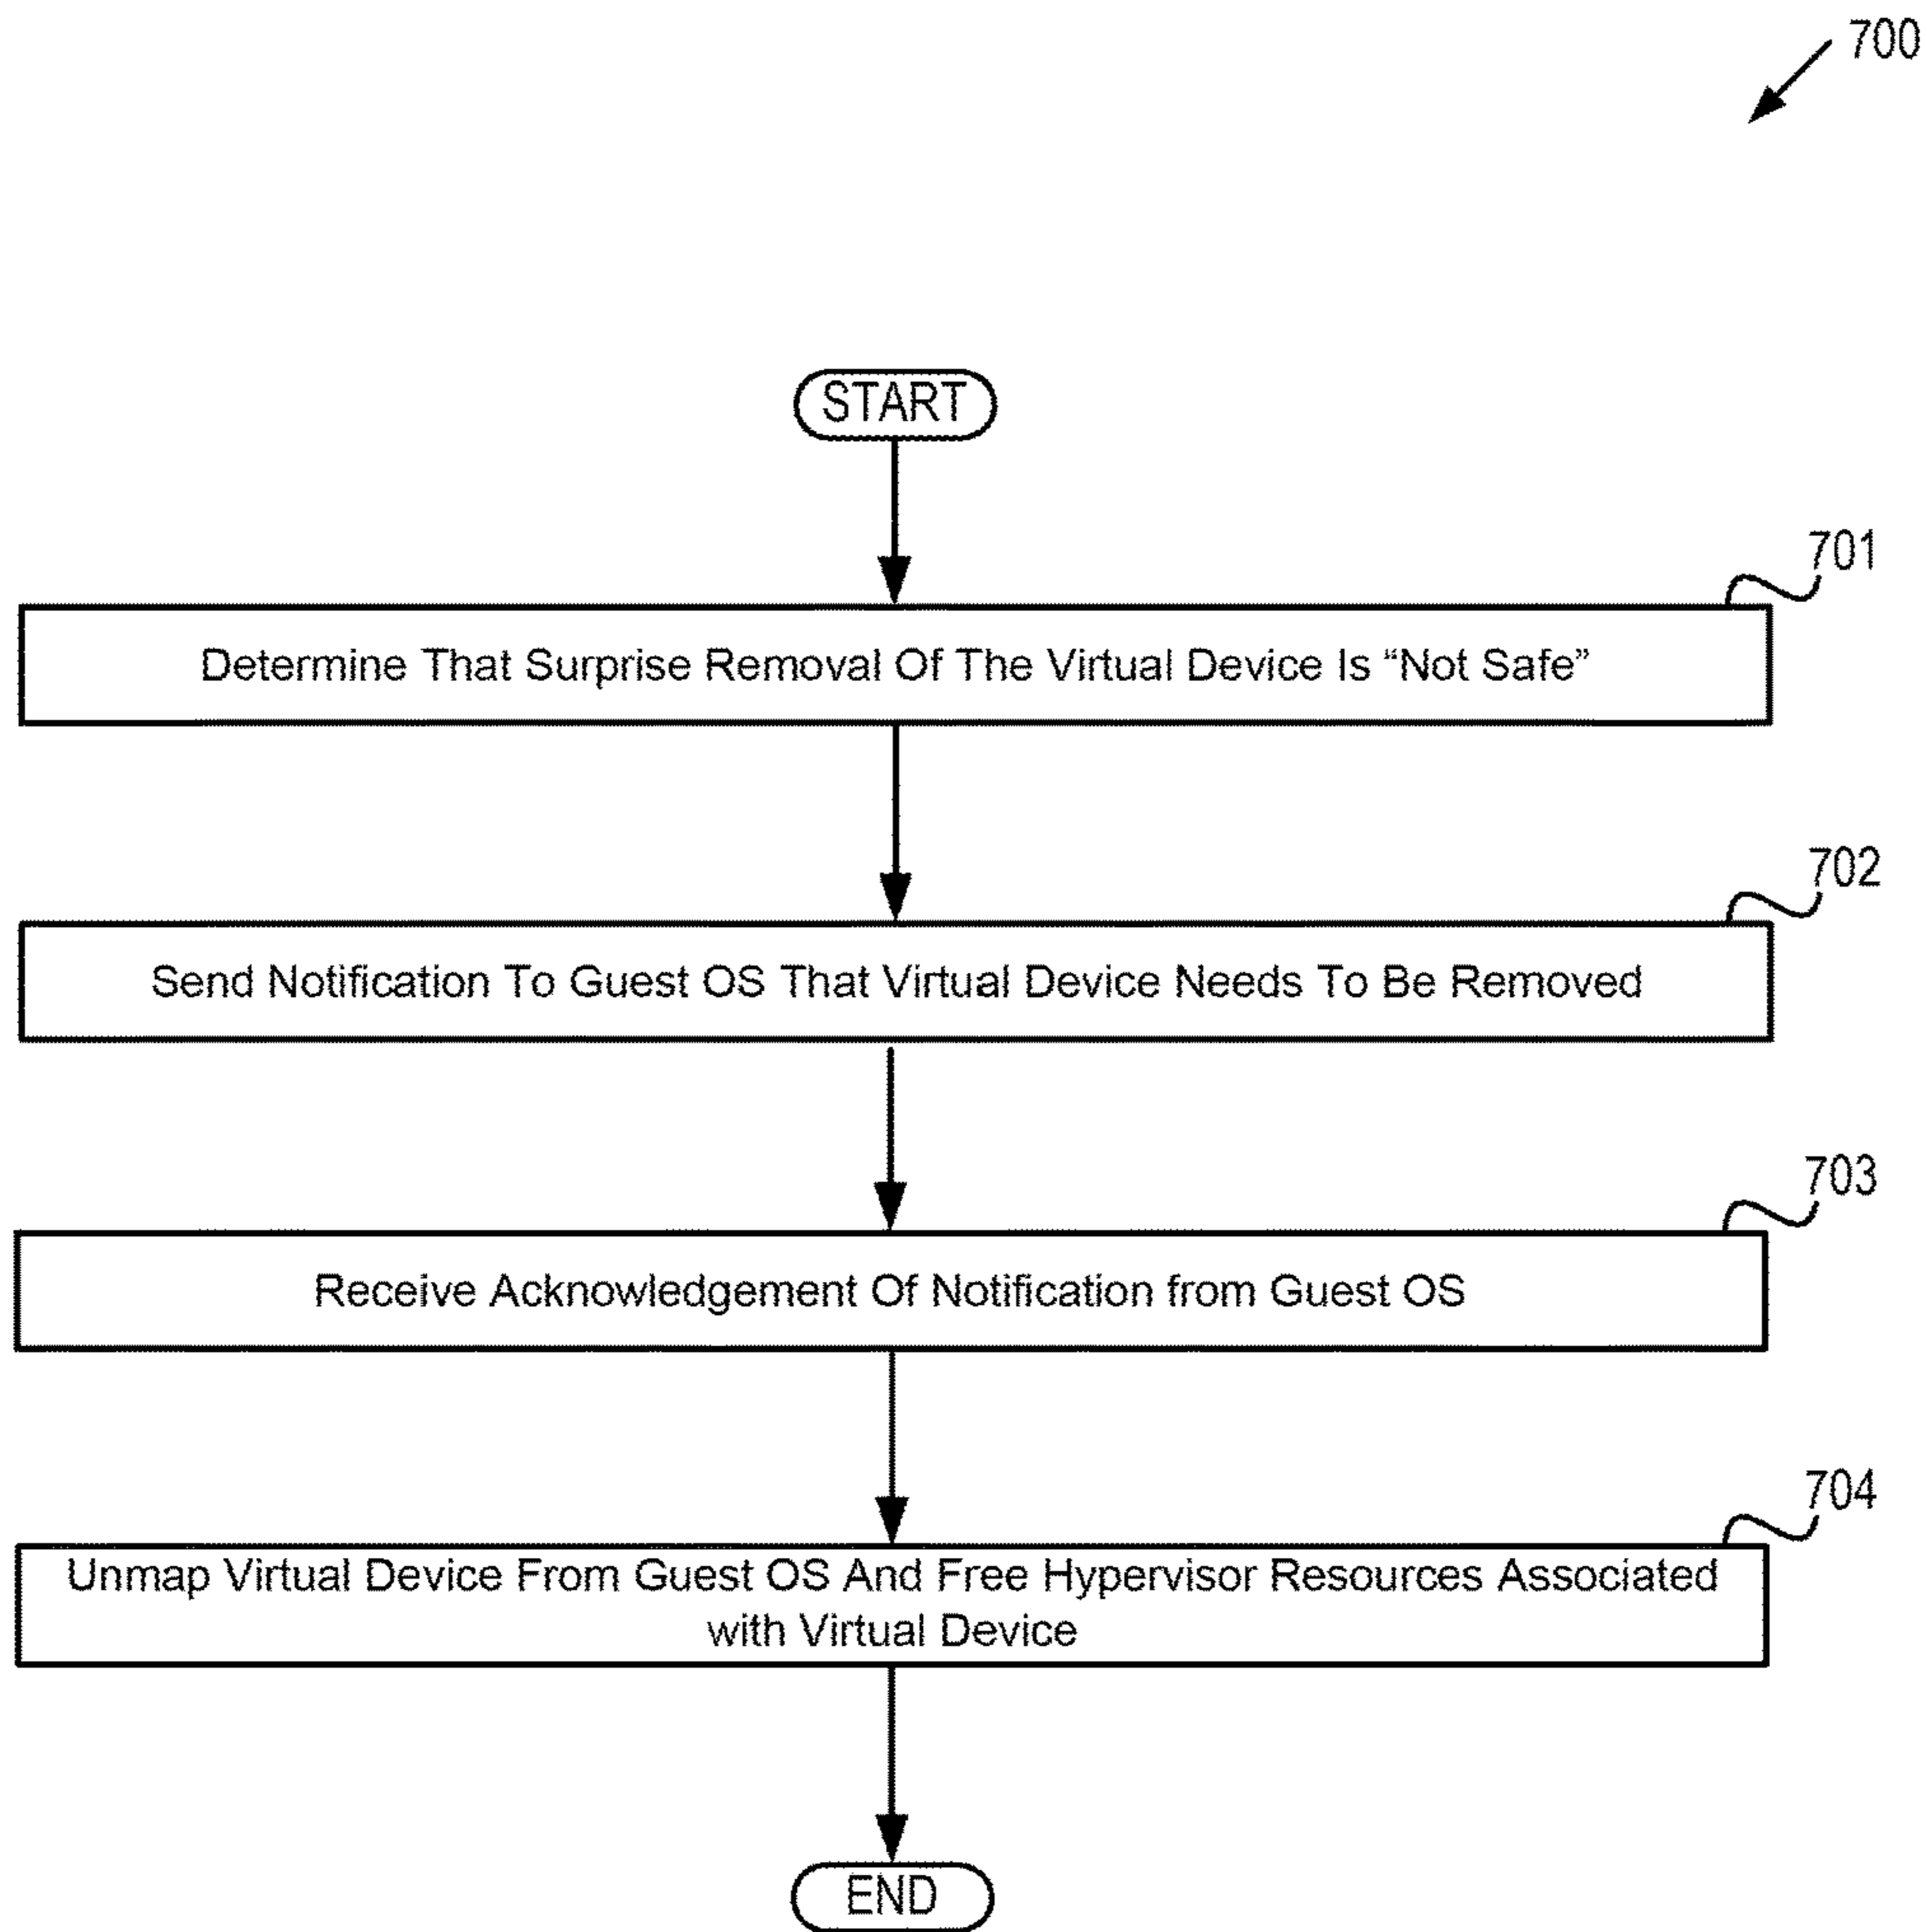 700
START
701
Determine That Surprise Removal Of The Virtual Device Is “Not Safe”
702
Send Notification To Guest OS That Virtual Device Needs To Be Removed
703
Receive Acknowledgement Of Notification from Guest OS
704
Unmap Virtual Device From Guest OS And Free Hypervisor Resources Associated
with Virtual Device
END